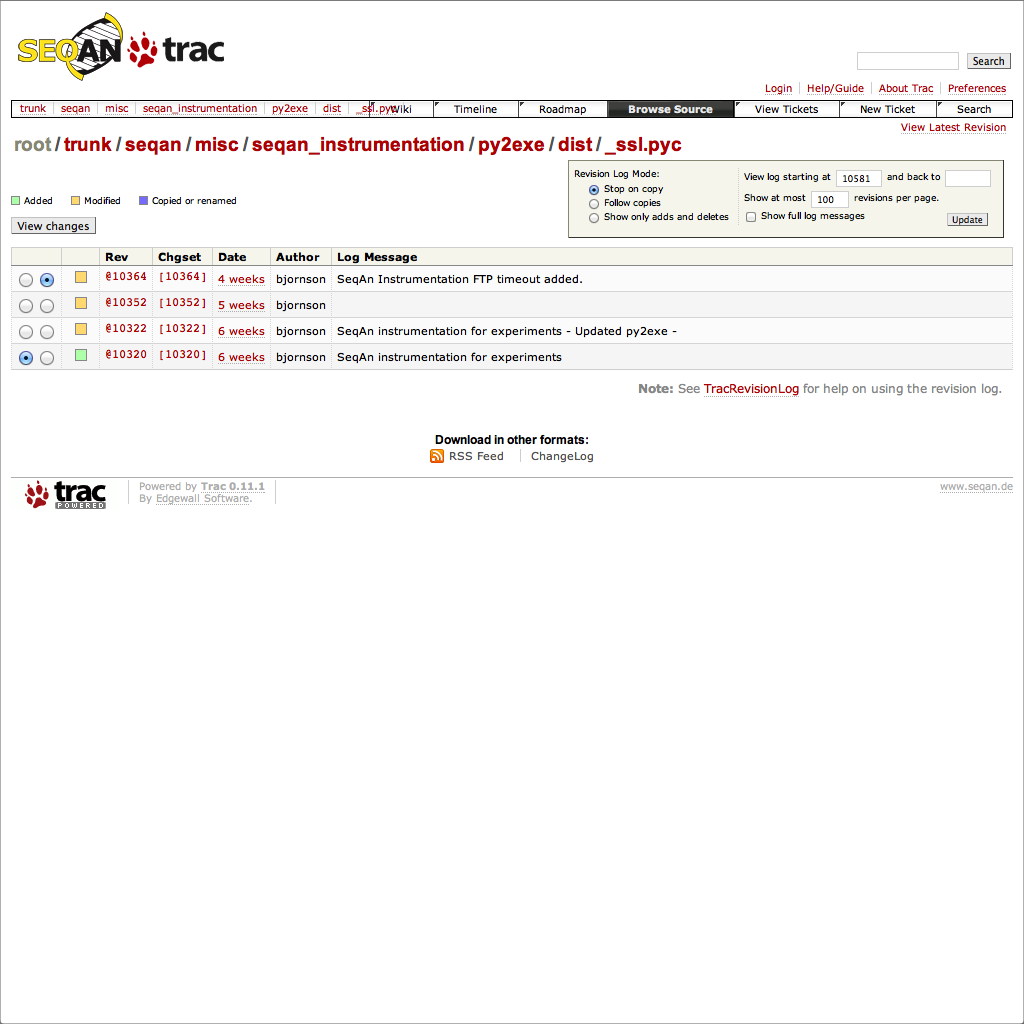 SEQAN trac
Search
Login Help/Guide About Trac Preferences
trunk seqan misc seqan_instrumentation py2exe dist _ssl.pyc Wiki Timeline Roadmap Browse Source View Tickets New Ticket Search
View Latest Revision
root / trunk / seqan / misc / seqan_instrumentation / py2exe / dist / _ssl.pyc
Revision Log Mode:
Stop on copy
Follow copies
Show only adds and deletes
View log starting at 10581 and back to
Show at most 100 revisions per page.
Show full log messages
Update
Added Modified Copied or renamed
View changes
Rev Chgset Date Author Log Message
@10364 [10364] 4 weeks bjornson SeqAn Instrumentation FTP timeout added.
@10352 [10352] 5 weeks bjornson
@10322 [10322] 6 weeks bjornson SeqAn instrumentation for experiments - Updated py2exe -
@10320 [10320] 6 weeks bjornson SeqAn instrumentation for experiments
Note: See TracRevisionLog for help on using the revision log.
Download in other formats:
RSS Feed ChangeLog
trac POWERED
Powered by Trac 0.11.1
By Edgewall Software.
www.seqan.de